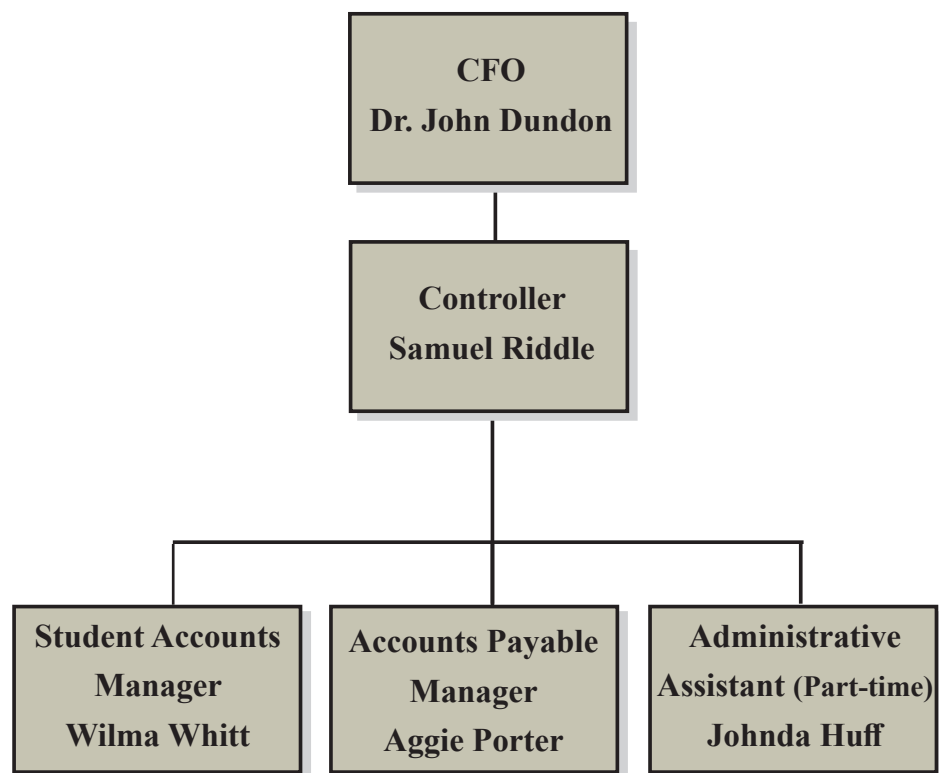 CFO
Dr. John Dundon
Controller
Samuel Riddle
Student Accounts
Manager
Wilma Whitt
Accounts Payable
Manager
Aggie Porter
Administrative
Assistant (Part-time)
Johnda Huff